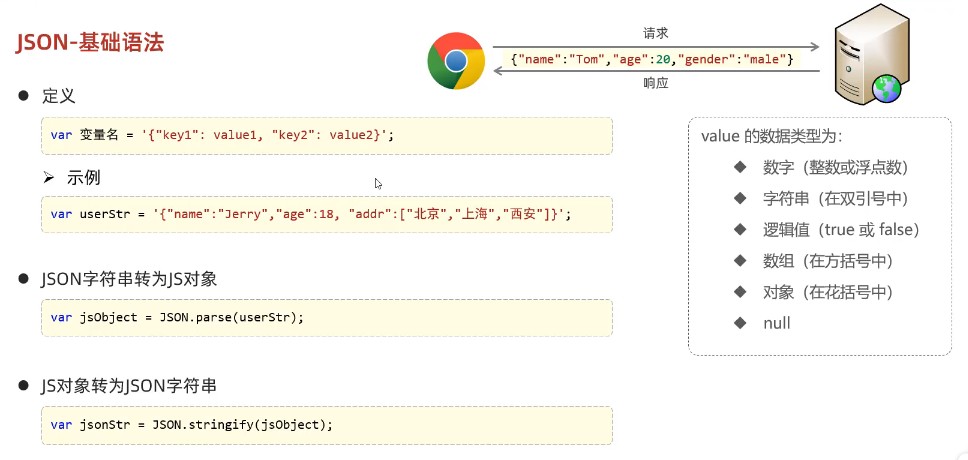 JSON-基础语法
请求
{"name":"Tom","age":20,"gender":"male"}
响应
定义
var 变量名 = '{"key1": value1, "key2": value2}';
示例
var userStr = '{"name":"Jerry","age":18, "addr":["北京","上海","西安"]}';
JSON字符串转为JS对象
var jsObject = JSON.parse(userStr);
JS对象转为JSON字符串
var jsonStr = JSON.stringify(jsObject);
value 的数据类型为：
数字（整数或浮点数）
字符串（在双引号中）
逻辑值（true 或 false）
数组（在方括号中）
对象（在花括号中）
null